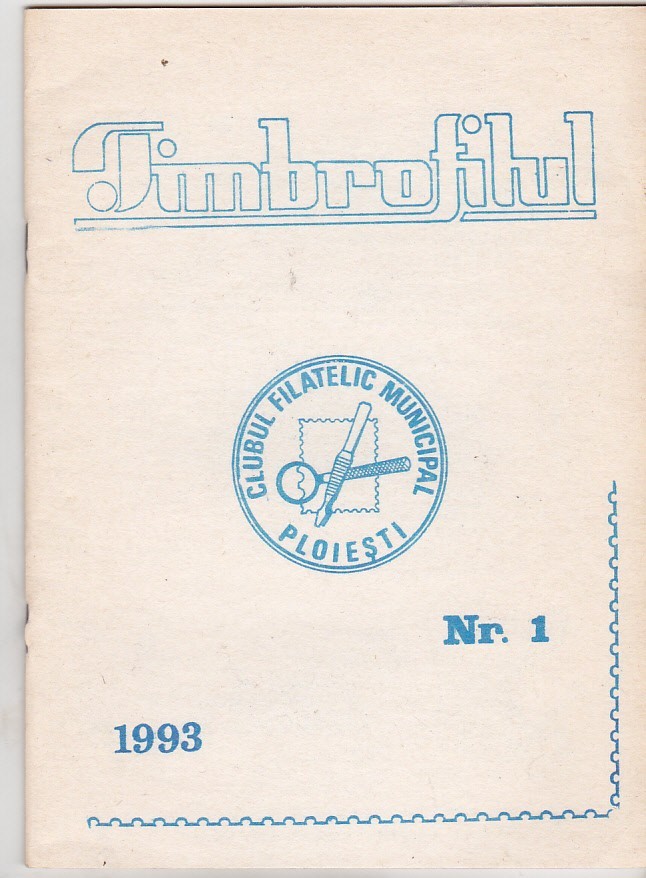 Timbrofilul
CLUBUL FILATELIC MUNICIPAL
PLOIEȘTI
Nr. 1
1993